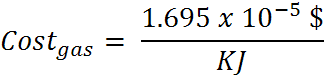 Cost_gas = 1.695 x 10^-5 $ / KJ